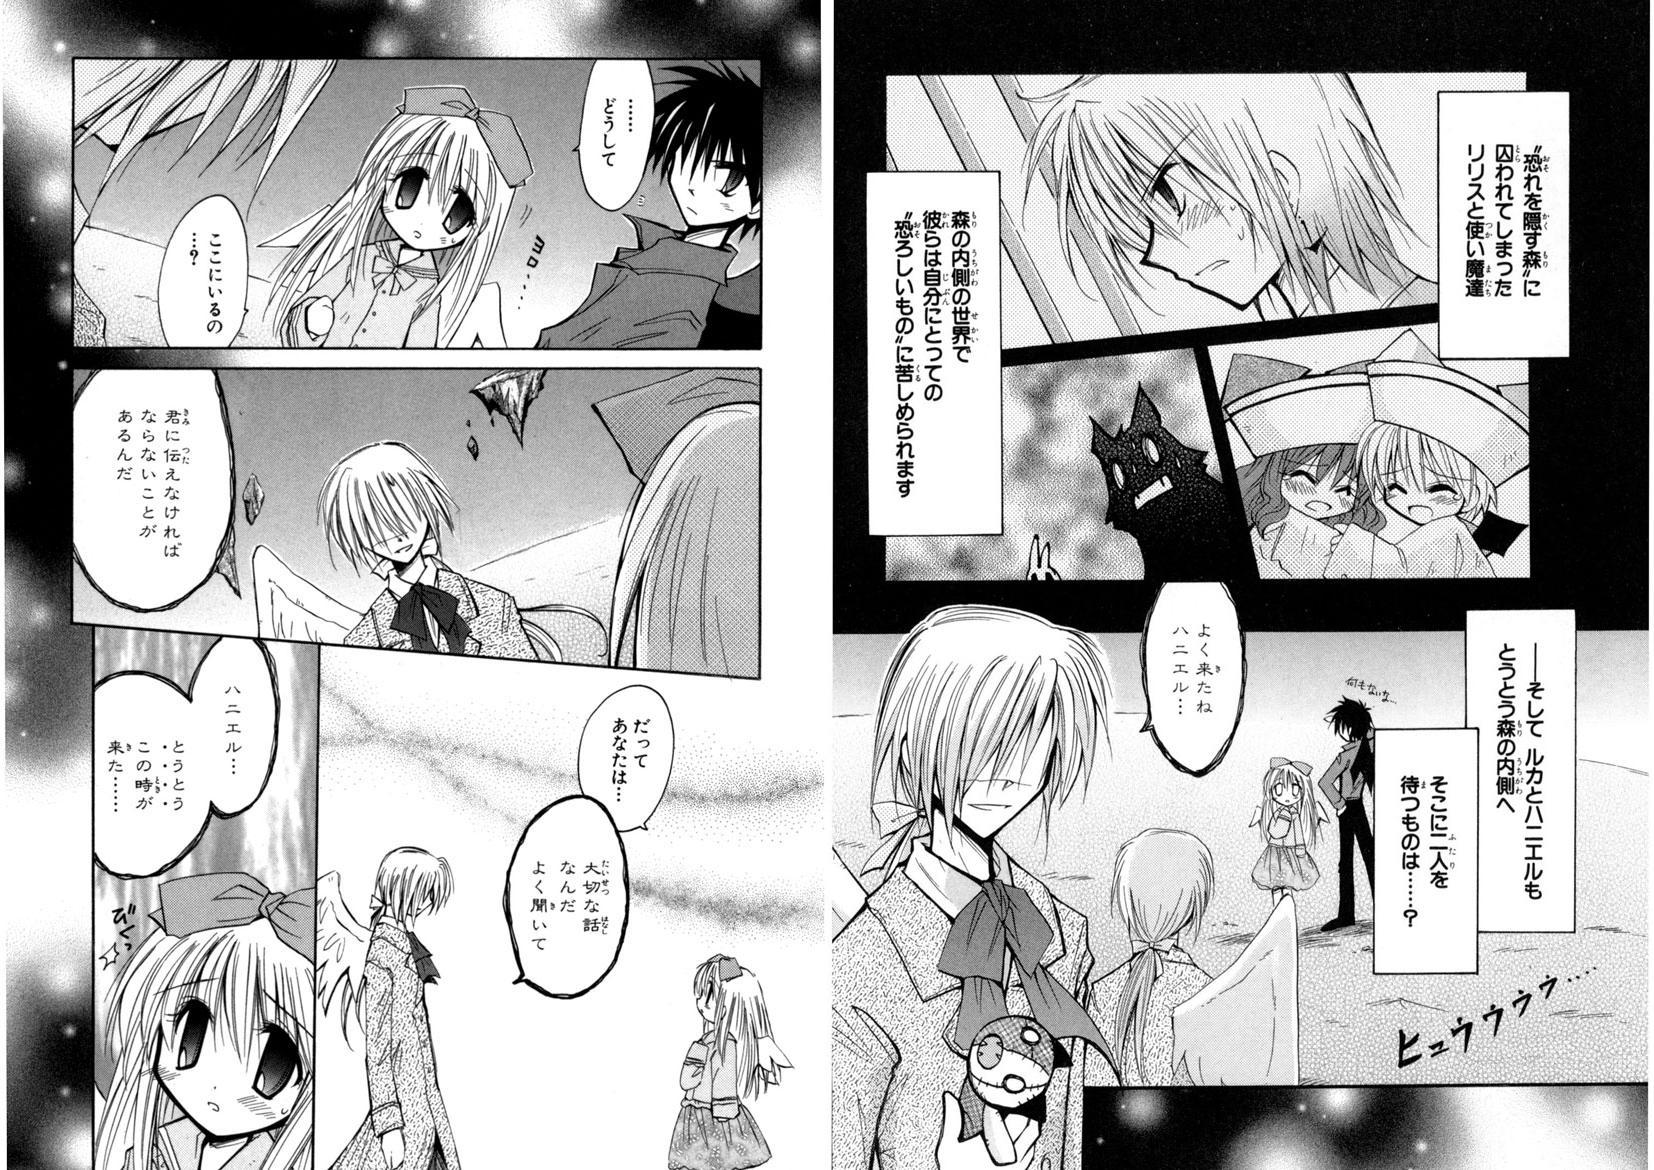 “恐れを隠す森”に
囚われてしまった
リリスと使い魔達
森の内側の世界で
彼らは自分にとっての
“恐ろしいもの”に苦しめられます
――そして ルカとハニエルも
とうとう森の内側へ
そこに二人を
待つものは……?
何もないな…
よく来たね
ハニエル…
ヒュウウゥゥ……
……
どうして
ここにいるの
…?
君に伝えなければ
ならないことが
あるんだ
だって
あなたは…
大切な話
なんだ
よく聞いて
ハニエル…
とうとう
この時が
来た……
びくっ